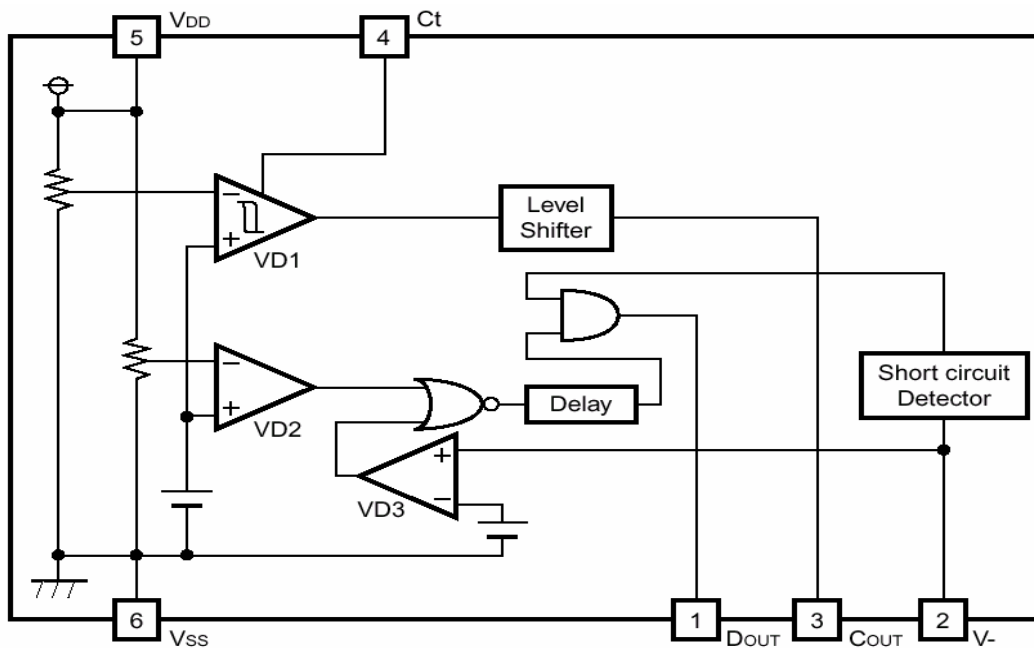 5 VDD
4 Ct
−
+
VD1
Level
Shifter
−
+
VD2
Delay
Short circuit
Detector
+
−
VD3
6 VSS
1 DOUT
3 COUT
2 V-